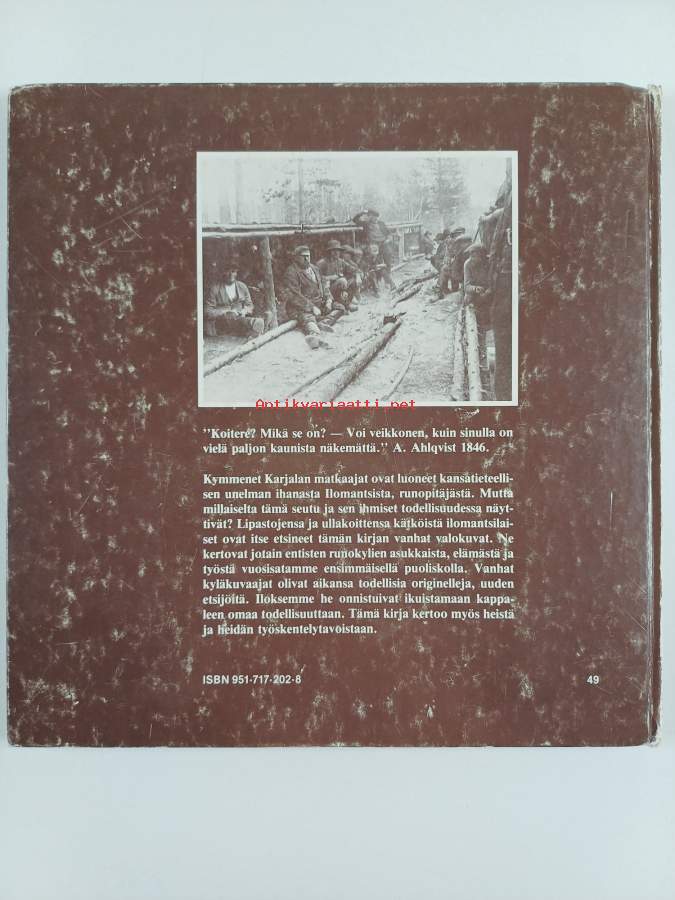 Antikvariaatti.net
"Koitere? Mikä se on? — Voi veikkonen, kuin sinulla on
vielä paljon kaunista näkemättä." A. Ahlqvist 1846.
Kymmenet Karjalan matkaajat ovat luoneet kansatieteelli-
sen unelman ihanasta Ilomantsista, runopitäjästä. Mutta
millaiselta tämä seutu ja sen ihmiset todellisuudessa näyt-
tivät? Lipastojensa ja ullakoittensa kätköistä ilomantsilai-
set ovat itse etsineet tämän kirjan vanhat valokuvat. Ne
kertovat jotain entisten runokylien asukkaista, elämästä ja
työstä vuosisatamme ensimmäisellä puoliskolla. Vanhat
kyläkuvaajat olivat aikansa todellisia originelleja, uuden
etsijöitä. Iloksemme he onnistuivat ikuistamaan kappa-
leen omaa todellisuuttaan. Tämä kirja kertoo myös heistä
ja heidän työskentelytavoistaan.
ISBN 951-717-202-8 49